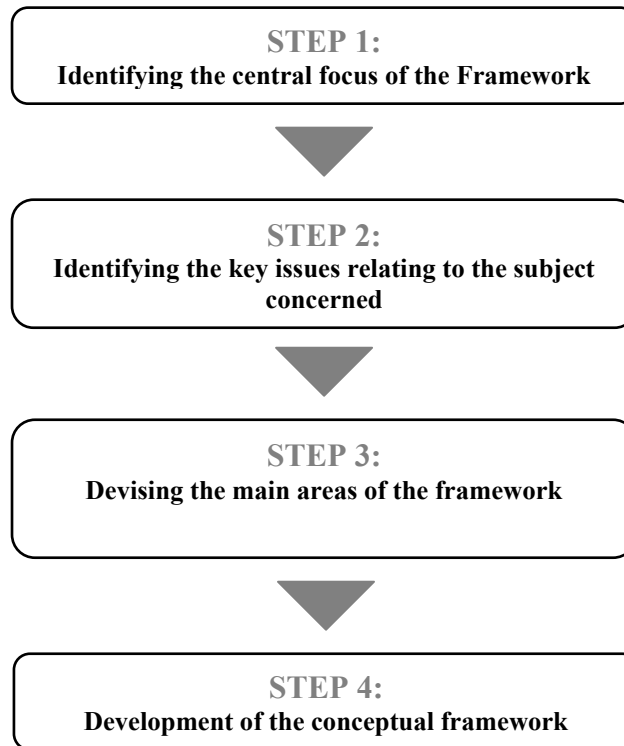 STEP 1:
Identifying the central focus of the Framework
STEP 2:
Identifying the key issues relating to the subject
concerned
STEP 3:
Devising the main areas of the framework
STEP 4:
Development of the conceptual framework